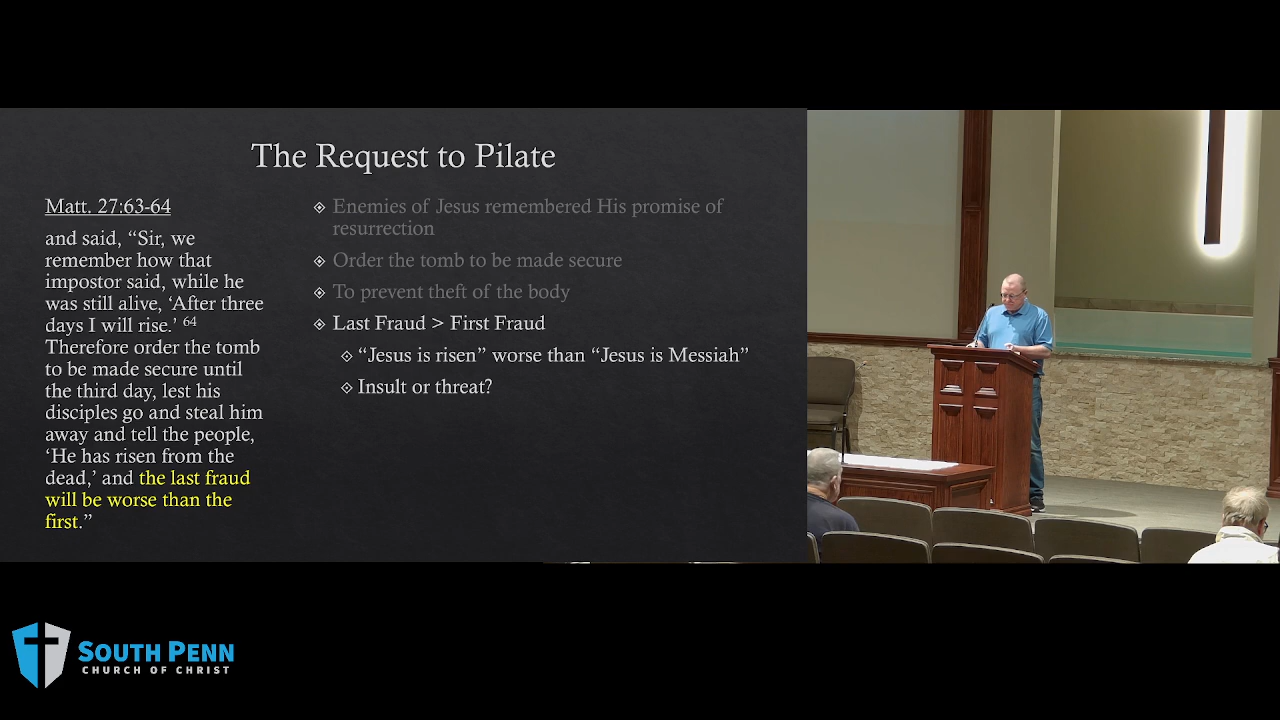 The Request to Pilate
Matt. 27:63-64
and said, “Sir, we
remember how that
impostor said, while he
was still alive, ‘After three
days I will rise.’ 64
Therefore order the tomb
to be made secure until
the third day, lest his
disciples go and steal him
away and tell the people,
‘He has risen from the
dead,’ and the last fraud
will be worse than the
first.”
Enemies of Jesus remembered His promise of
resurrection
Order the tomb to be made secure
To prevent theft of the body
Last Fraud > First Fraud
“Jesus is risen” worse than “Jesus is Messiah”
Insult or threat?
SOUTH PENN
CHURCH OF CHRIST